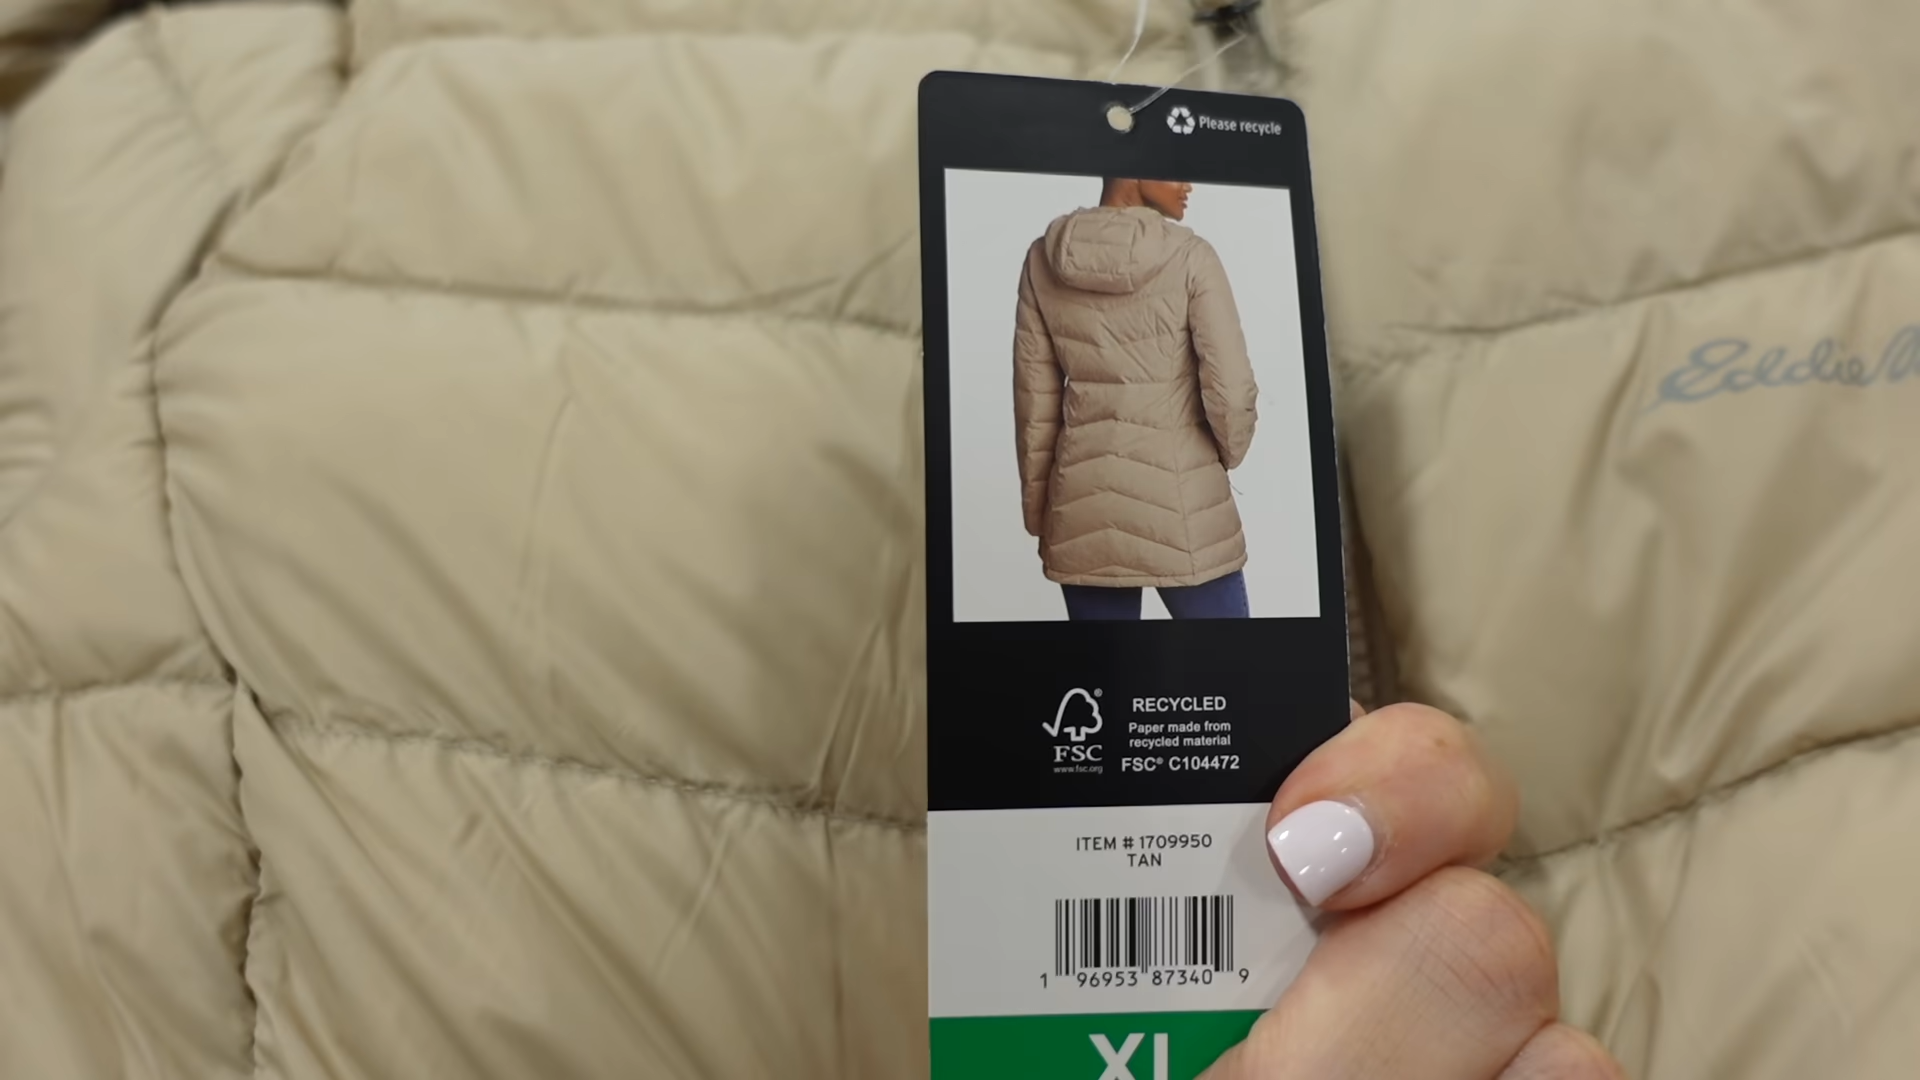 Please recycle
Eddie
RECYCLED
Paper made from
recycled material
FSC® C104472
FSC
www.fsc.org
ITEM # 1709950
TAN
1 96953 87340 9
XL